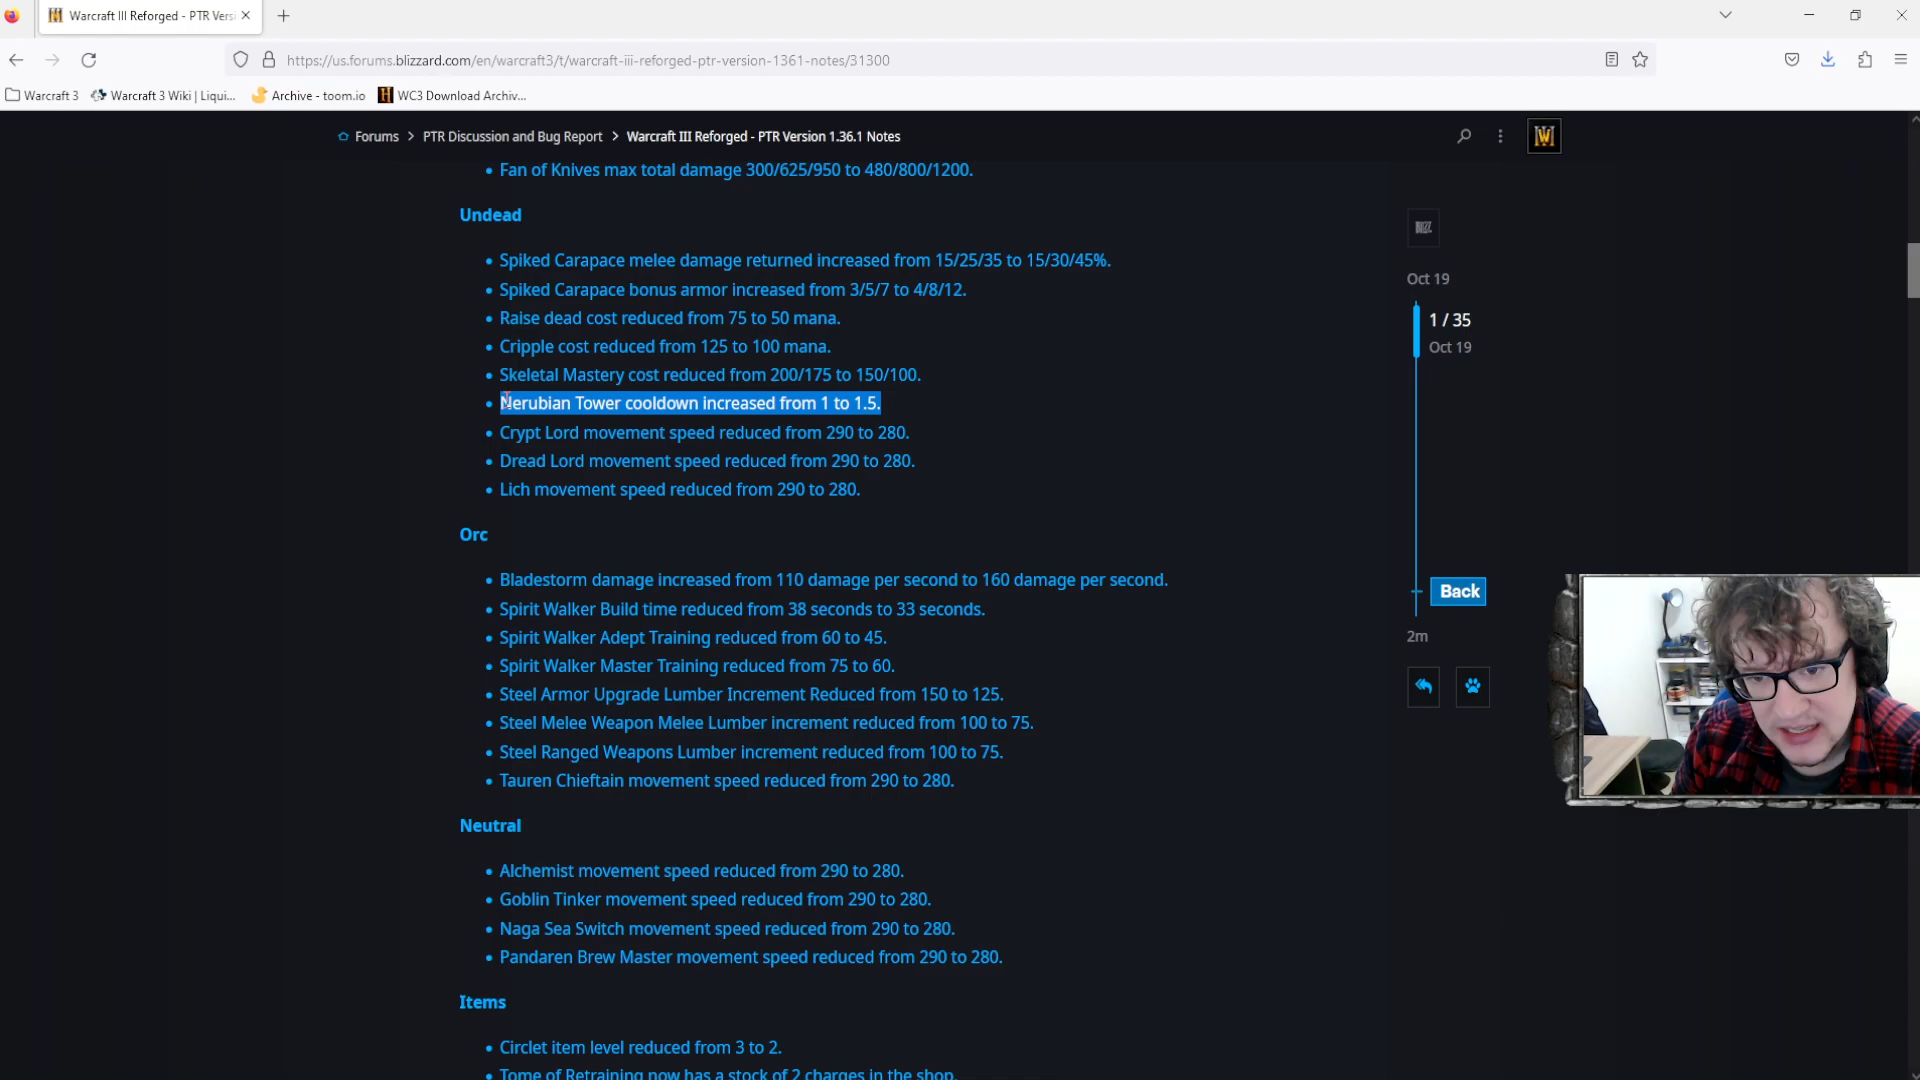 Warcraft III Reforged - PTR Versi
https://us.forums.blizzard.com/en/warcraft3/t/warcraft-iii-reforged-ptr-version-1361-notes/31300
Warcraft 3
Warcraft 3 Wiki | Liqui...
Archive - toom.io
WC3 Download Archiv...
Forums > PTR Discussion and Bug Report > Warcraft III Reforged - PTR Version 1.36.1 Notes
• Fan of Knives max total damage 300/625/950 to 480/800/1200.
Undead
• Spiked Carapace melee damage returned increased from 15/25/35 to 15/30/45%.
• Spiked Carapace bonus armor increased from 3/5/7 to 4/8/12.
• Raise dead cost reduced from 75 to 50 mana.
• Cripple cost reduced from 125 to 100 mana.
• Skeletal Mastery cost reduced from 200/175 to 150/100.
• Nerubian Tower cooldown increased from 1 to 1.5.
• Crypt Lord movement speed reduced from 290 to 280.
• Dread Lord movement speed reduced from 290 to 280.
• Lich movement speed reduced from 290 to 280.
Orc
• Bladestorm damage increased from 110 damage per second to 160 damage per second.
• Spirit Walker Build time reduced from 38 seconds to 33 seconds.
• Spirit Walker Adept Training reduced from 60 to 45.
• Spirit Walker Master Training reduced from 75 to 60.
• Steel Armor Upgrade Lumber Increment Reduced from 150 to 125.
• Steel Melee Weapon Melee Lumber increment reduced from 100 to 75.
• Steel Ranged Weapons Lumber increment reduced from 100 to 75.
• Tauren Chieftain movement speed reduced from 290 to 280.
Neutral
• Alchemist movement speed reduced from 290 to 280.
• Goblin Tinker movement speed reduced from 290 to 280.
• Naga Sea Switch movement speed reduced from 290 to 280.
• Pandaren Brew Master movement speed reduced from 290 to 280.
Items
• Circlet item level reduced from 3 to 2.
• Tome of Retraining now has a stock of 2 charges in the shop.
Oct 19
1 / 35
Oct 19
Back
2m